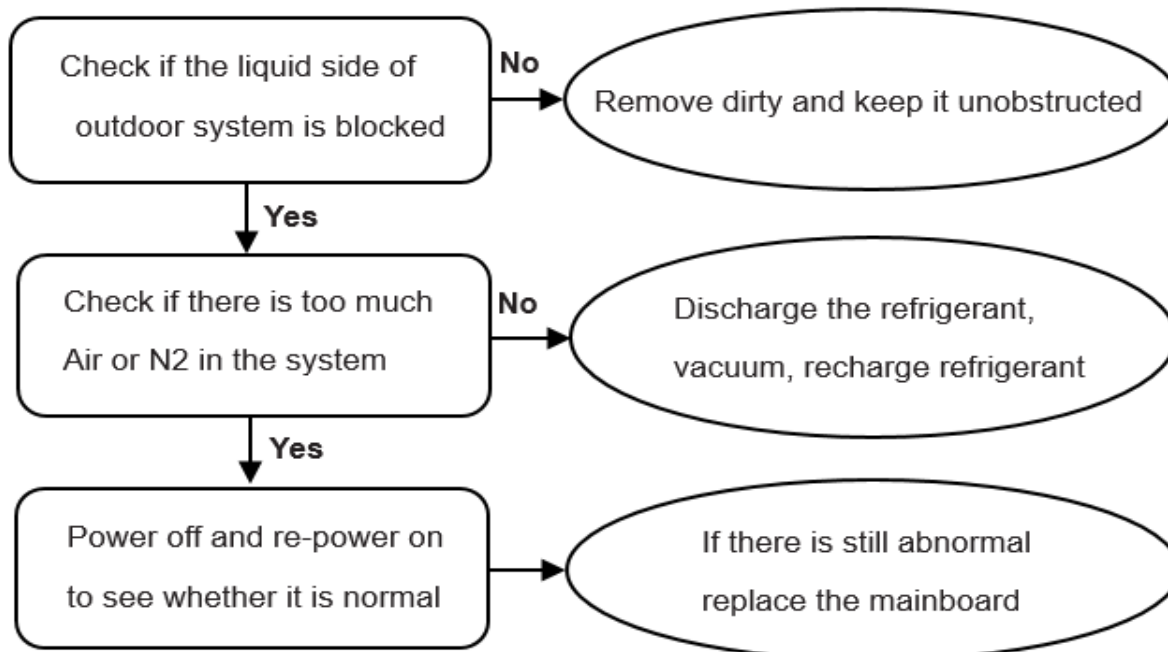 Check if the liquid side of
outdoor system is blocked
No
Remove dirty and keep it unobstructed
Yes
Check if there is too much
Air or N2 in the system
No
Discharge the refrigerant,
vacuum, recharge refrigerant
Yes
Power off and re-power on
to see whether it is normal
If there is still abnormal
replace the mainboard